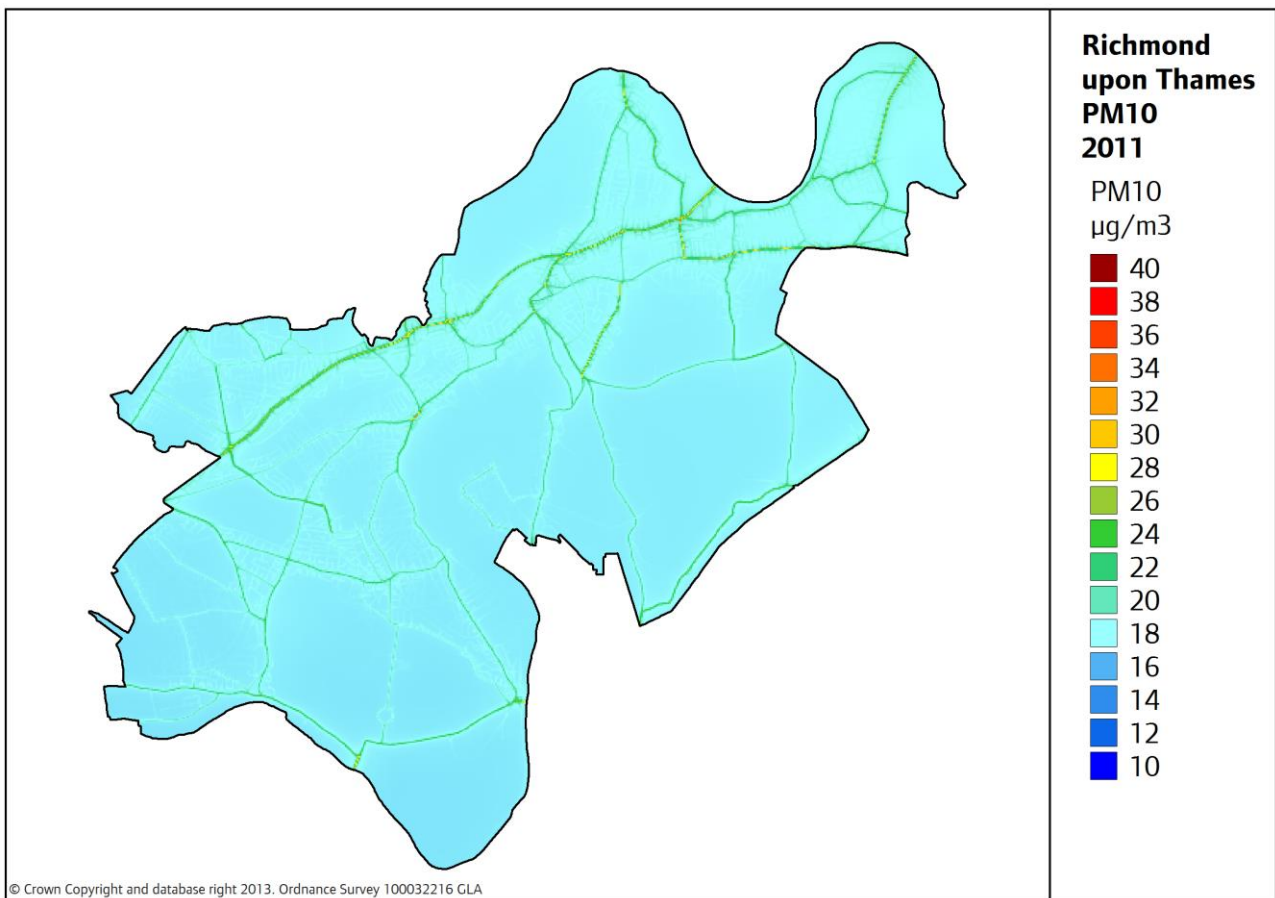 Richmond
upon Thames
PM10
2011
PM10
µg/m3
40
38
36
34
32
30
28
26
24
22
20
18
16
14
12
10
© Crown Copyright and database right 2013. Ordnance Survey 100032216 GLA